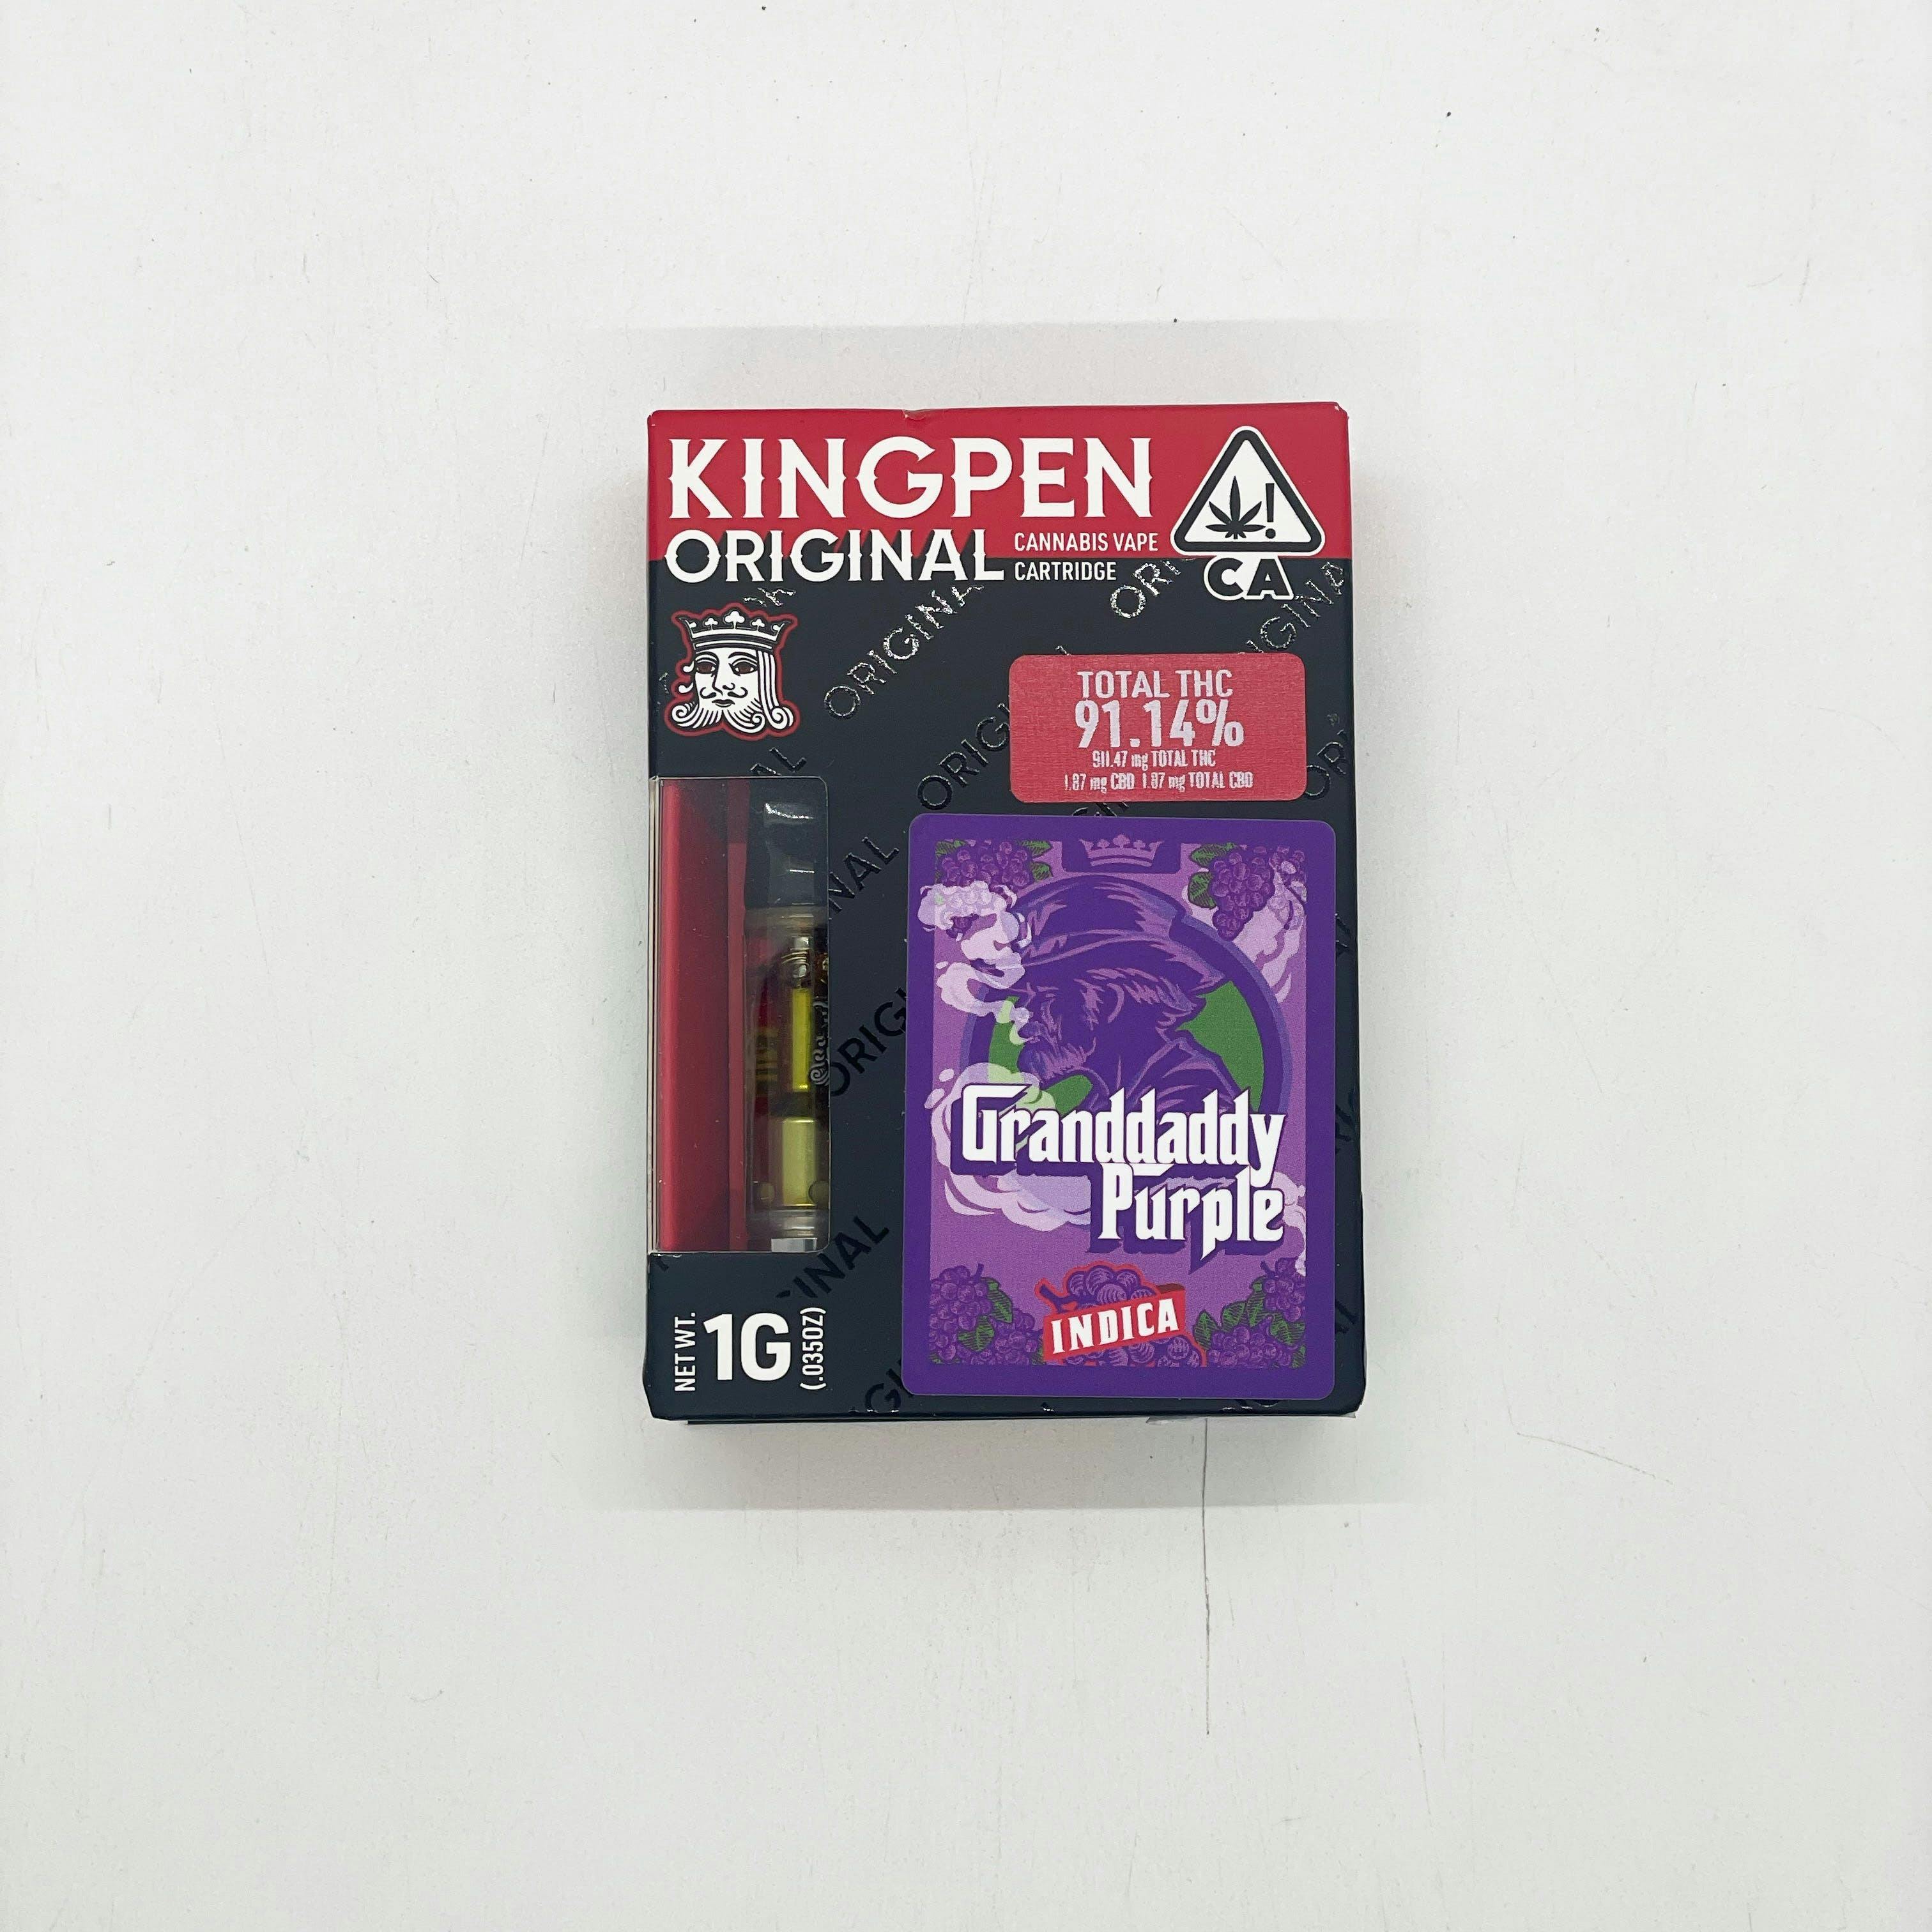 KINGPEN
ORIGINAL
CANNABIS VAPE
CARTRIDGE
CA
TOTAL THC
91.14%
911.47 mg TOTAL THC
1.87 mg CBD 1.87 mg TOTAL CBD
Granddaddy
Purple
INDICA
NET WT.
1G
(.035OZ)
ORIGINAL